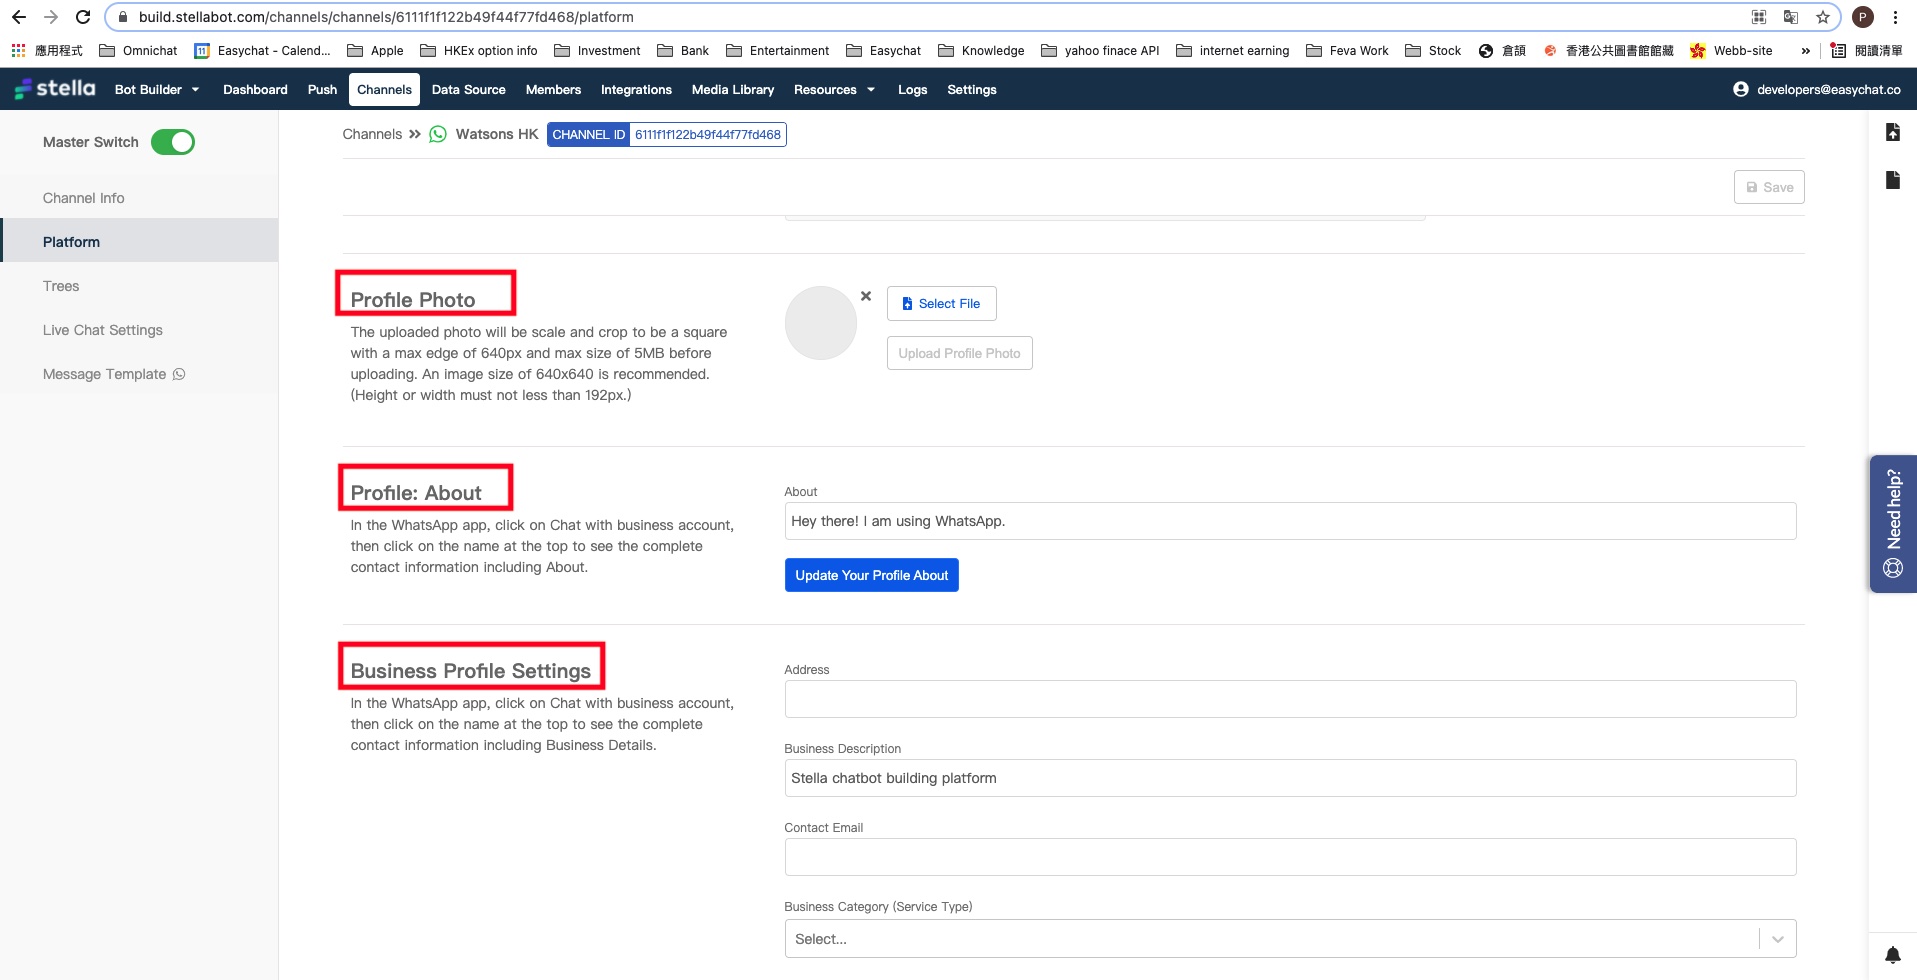 build.stellabot.com/channels/channels/6111f1f122b49f44f77fd468/platform
P
應用程式 Omnichat Easychat - Calend... Apple HKEx option info Investment Bank Entertainment Easychat Knowledge yahoo finace API internet earning Feva Work Stock 倉頡 香港公共圖書館館藏 Webb-site » 閱讀清單
stella Bot Builder Dashboard Push Channels Data Source Members Integrations Media Library Resources Logs Settings developers@easychat.co
Master Switch
Channel Info
Platform
Trees
Live Chat Settings
Message Template
Channels Watsons HK CHANNEL ID 6111f1f122b49f44f77fd468
Save
Profile Photo
The uploaded photo will be scale and crop to be a square
with a max edge of 640px and max size of 5MB before
uploading. An image size of 640x640 is recommended.
(Height or width must not less than 192px.)
Select File
Upload Profile Photo
Profile: About
In the WhatsApp app, click on Chat with business account,
then click on the name at the top to see the complete
contact information including About.
About
Hey there! I am using WhatsApp.
Update Your Profile About
Business Profile Settings
In the WhatsApp app, click on Chat with business account,
then click on the name at the top to see the complete
contact information including Business Details.
Address
Business Description
Stella chatbot building platform
Contact Email
Business Category (Service Type)
Select...
Need help?